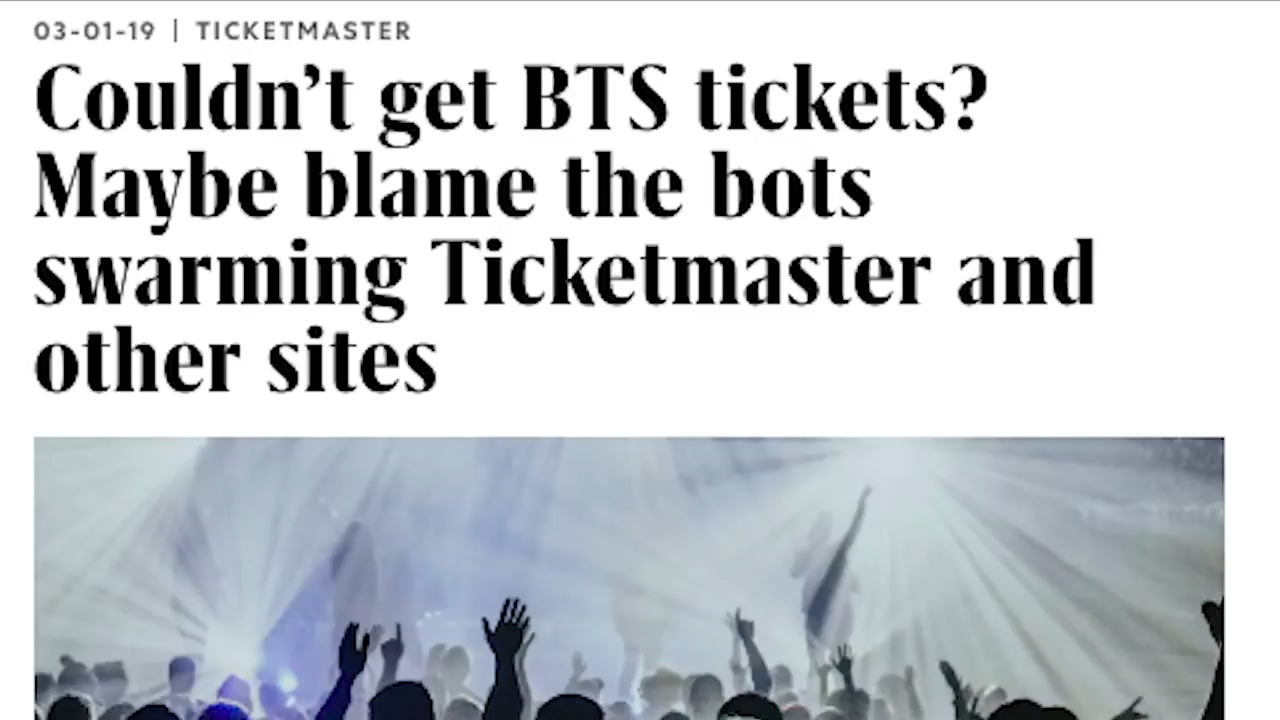 03-01-19 | TICKETMASTER
Couldn’t get BTS tickets?
Maybe blame the bots
swarming Ticketmaster and
other sites